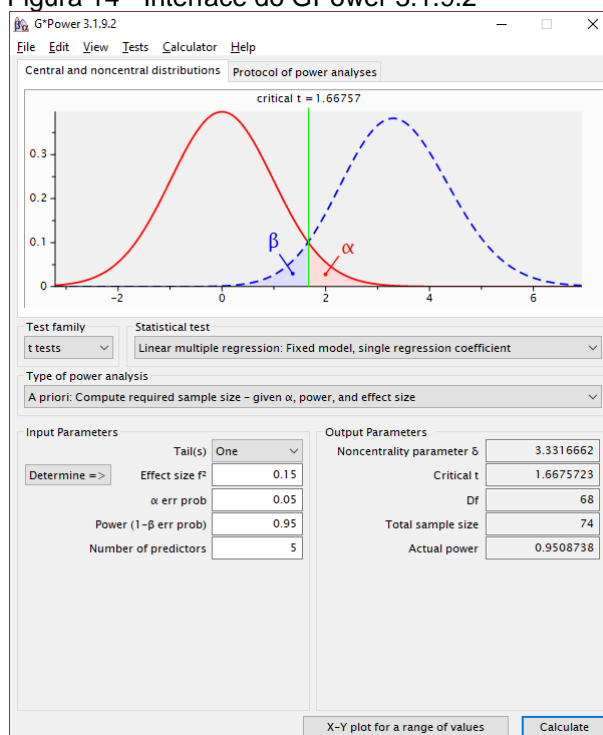 Figura 14 - Interface do GPower 3.1.9.2
G*Power 3.1.9.2
File Edit View Tests Calculator Help
Central and noncentral distributions Protocol of power analyses
critical t = 1.66757
0.3
0.2
0.1
0
β
α
-2 0 2 4 6
Test family Statistical test
t tests Linear multiple regression: Fixed model, single regression coefficient
Type of power analysis
A priori: Compute required sample size – given α, power, and effect size
Input Parameters Output Parameters
Tail(s) One Noncentrality parameter δ 3.3316662
Determine => Effect size f² 0.15 Critical t 1.6675723
α err prob 0.05 Df 68
Power (1-β err prob) 0.95 Total sample size 74
Number of predictors 5 Actual power 0.9508738
X-Y plot for a range of values Calculate